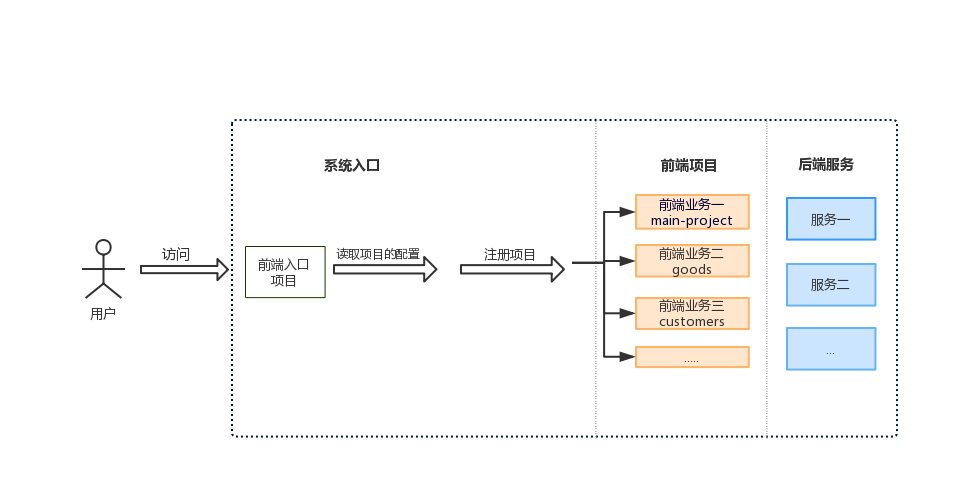 系统入口
前端项目
后端服务
用户
访问
前端入口
项目
读取项目的配置
注册项目
前端业务一
main-project
前端业务二
goods
前端业务三
customers
.....
服务一
服务二
...